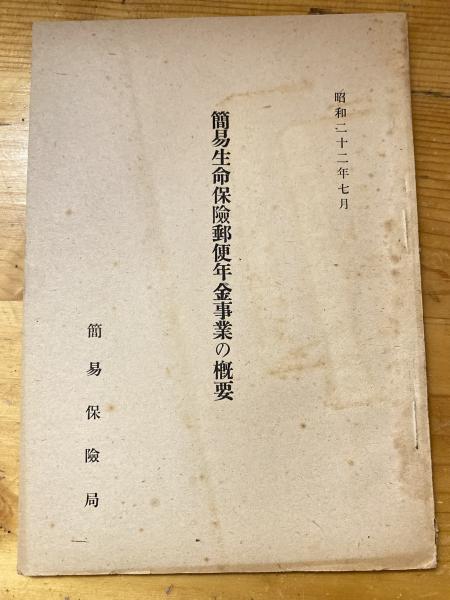 昭和二十二年七月
簡易生命保險郵便年金事業の概要
簡易保險局